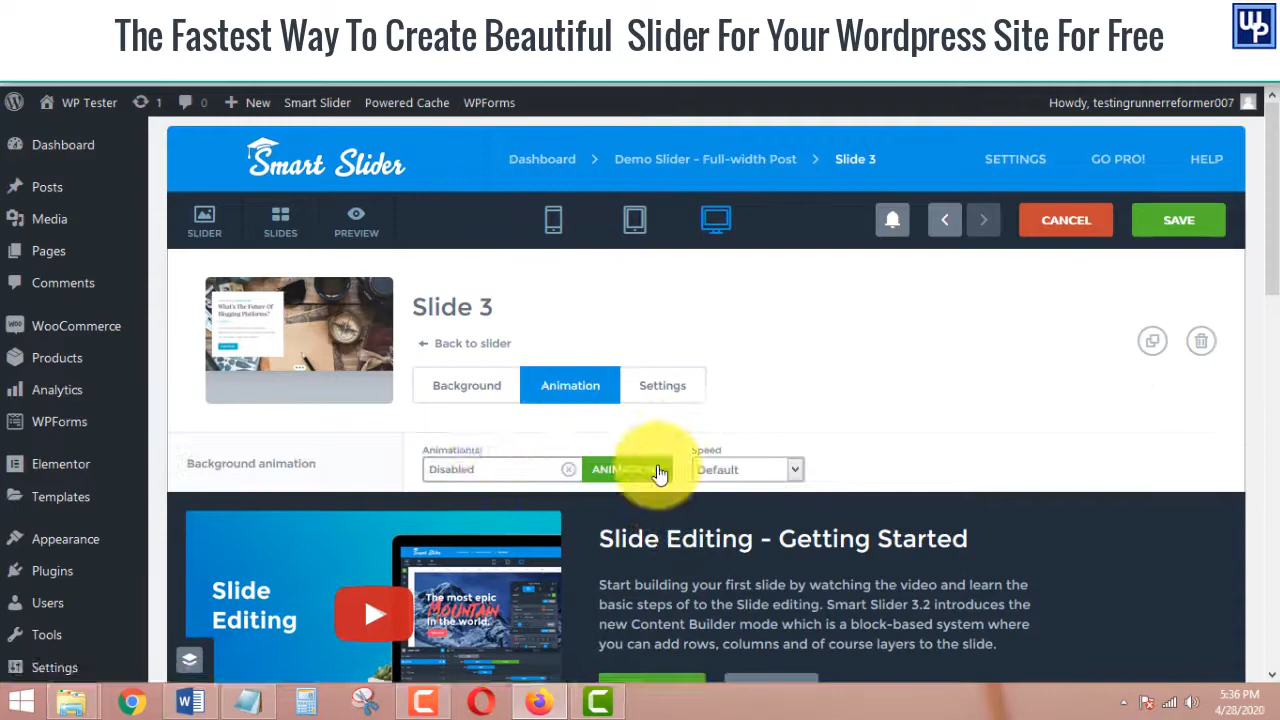 The Fastest Way To Create Beautiful Slider For Your Wordpress Site For Free
WP Tester 1 0 New Smart Slider Powered Cache WPForms Howdy, testingrunnerreformer007
Dashboard
Posts
Media
Pages
Comments
WooCommerce
Products
Analytics
WPForms
Elementor
Templates
Appearance
Plugins
Users
Tools
Settings
Smart Slider Dashboard > Demo Slider - Full-width Post > Slide 3 SETTINGS GO PRO! HELP
SLIDER SLIDES PREVIEW CANCEL SAVE
What's The Future Of
Blogging Platforms?
Slide 3
Back to slider
Background Animation Settings
Background animation
Animation(s) Speed
Disabled Default
Slide
Editing
The most epic
MOUNTAIN
in the world.
Slide Editing - Getting Started
Start building your first slide by watching the video and learn the
basic steps of to the Slide editing. Smart Slider 3.2 introduces the
new Content Builder mode which is a block-based system where
you can add rows, columns and of course layers to the slide.
5:36 PM
4/28/2020